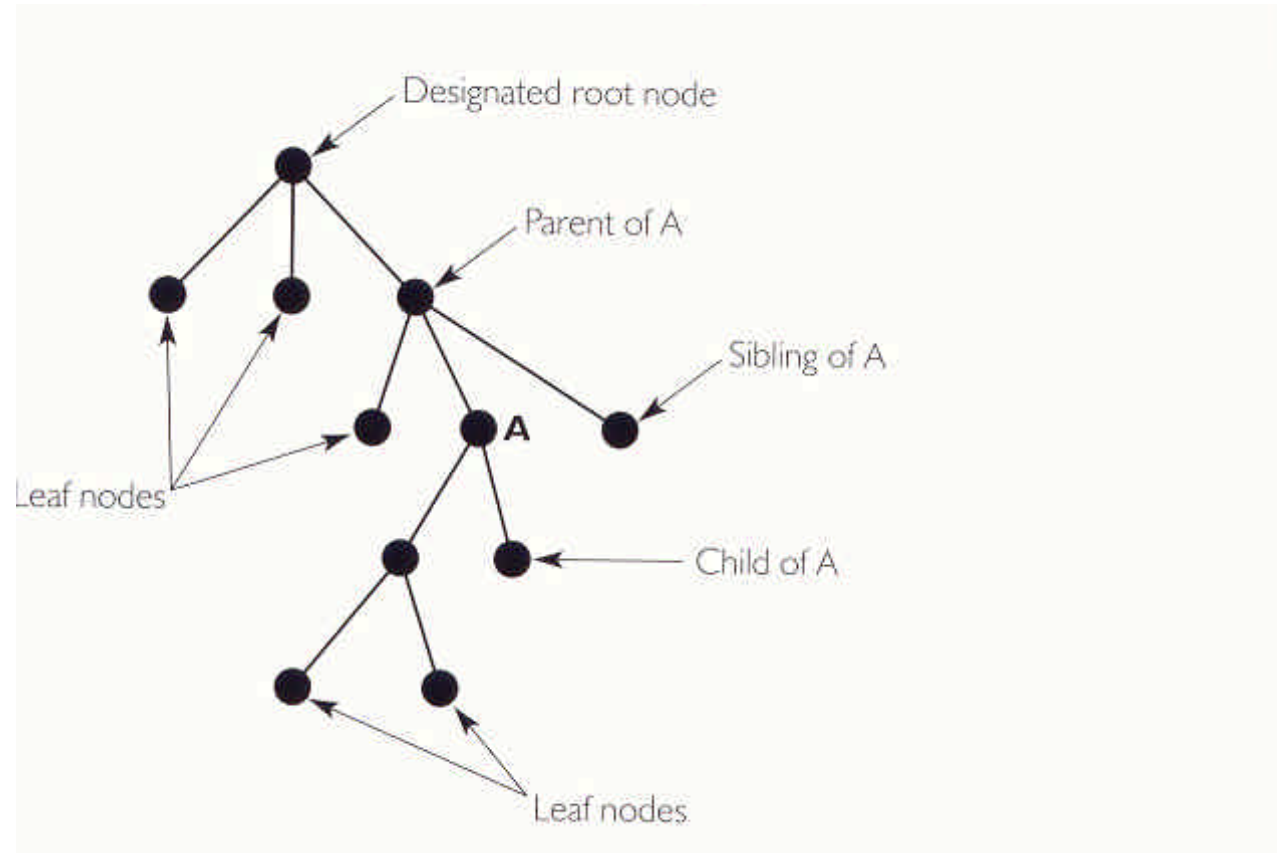 Designated root node
Parent of A
Sibling of A
A
Leaf nodes
Child of A
Leaf nodes